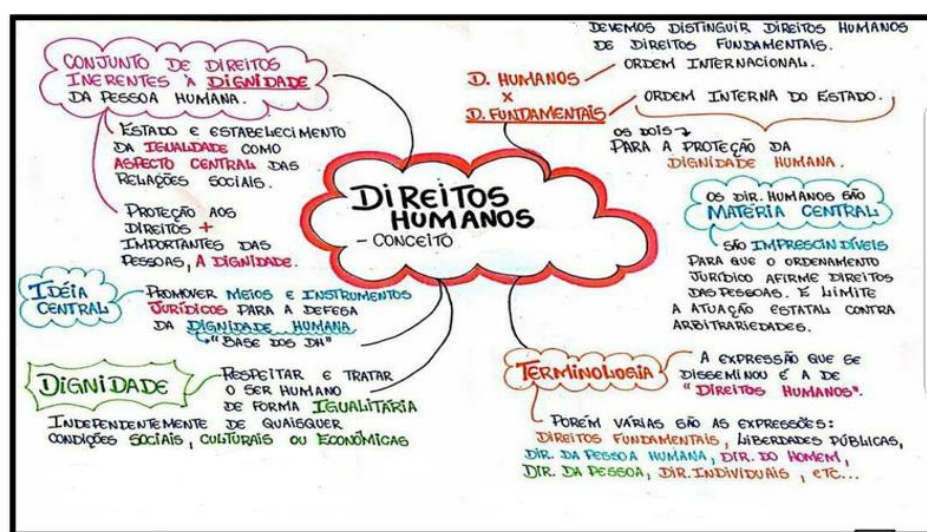 CONJUNTO DE DIREITOS
INERENTES À DIGNIDADE
DA PESSOA HUMANA.
ESTADO E ESTABELECIMENTO
DA IGUALDADE COMO
ASPECTO CENTRAL DAS
RELAÇÕES SOCIAIS.
PROTEÇÃO AOS
DIREITOS +
IMPORTANTES DAS
PESSOAS, A DIGNIDADE.
IDÉIA
CENTRAL
PROMOVER MEIOS E INSTRUMENTOS
JURÍDICOS PARA A DEFESA
DA DIGNIDADE HUMANA
"BASE DOS DH"
DIGNIDADE
RESPEITAR E TRATAR
O SER HUMANO
DE FORMA IGUALITÁRIA
INDEPENDENTEMENTE DE QUAISQUER
CONDIÇÕES SOCIAIS, CULTURAIS OU ECONÔMICAS
DIREITOS
HUMANOS
- CONCEITO
DEVEMOS DISTINGUIR DIREITOS HUMANOS
DE DIREITOS FUNDAMENTAIS.
D. HUMANOS
X
D. FUNDAMENTAIS
ORDEM INTERNACIONAL.
ORDEM INTERNA DO ESTADO.
OS DOIS
PARA A PROTEÇÃO DA
DIGNIDADE HUMANA.
OS DIR. HUMANOS SÃO
MATÉRIA CENTRAL
SÃO IMPRESCINDÍVEIS
PARA QUE O ORDENAMENTO
JURÍDICO AFIRME DIREITOS
DAS PESSOAS. E LIMITE
A ATUAÇÃO ESTATAL CONTRA
ARBITRARIEDADES.
TERMINOLOGIA
A EXPRESSÃO QUE SE
DISSEMINOU É A DE
"DIREITOS HUMANOS".
PORÉM VÁRIAS SÃO AS EXPRESSÕES:
DIREITOS FUNDAMENTAIS, LIBERDADES PÚBLICAS,
DIR. DA PESSOA HUMANA, DIR. DO HOMEM,
DIR. DA PESSOA, DIR. INDIVIDUAIS, ETC...